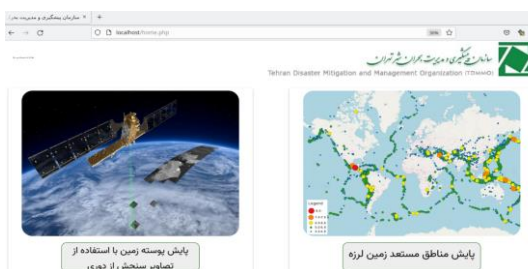 سازمان پیشگیری و مدیریت بحران
localhost/home.php
سازمان پیشگیری و مدیریت بحران شهر تهران
Tehran Disaster Mitigation and Management Organization (TDMMO)
Legend
پایش پوسته زمین با استفاده از
تصاویر سنجش از دوری
پایش مناطق مستعد زمین لرزه